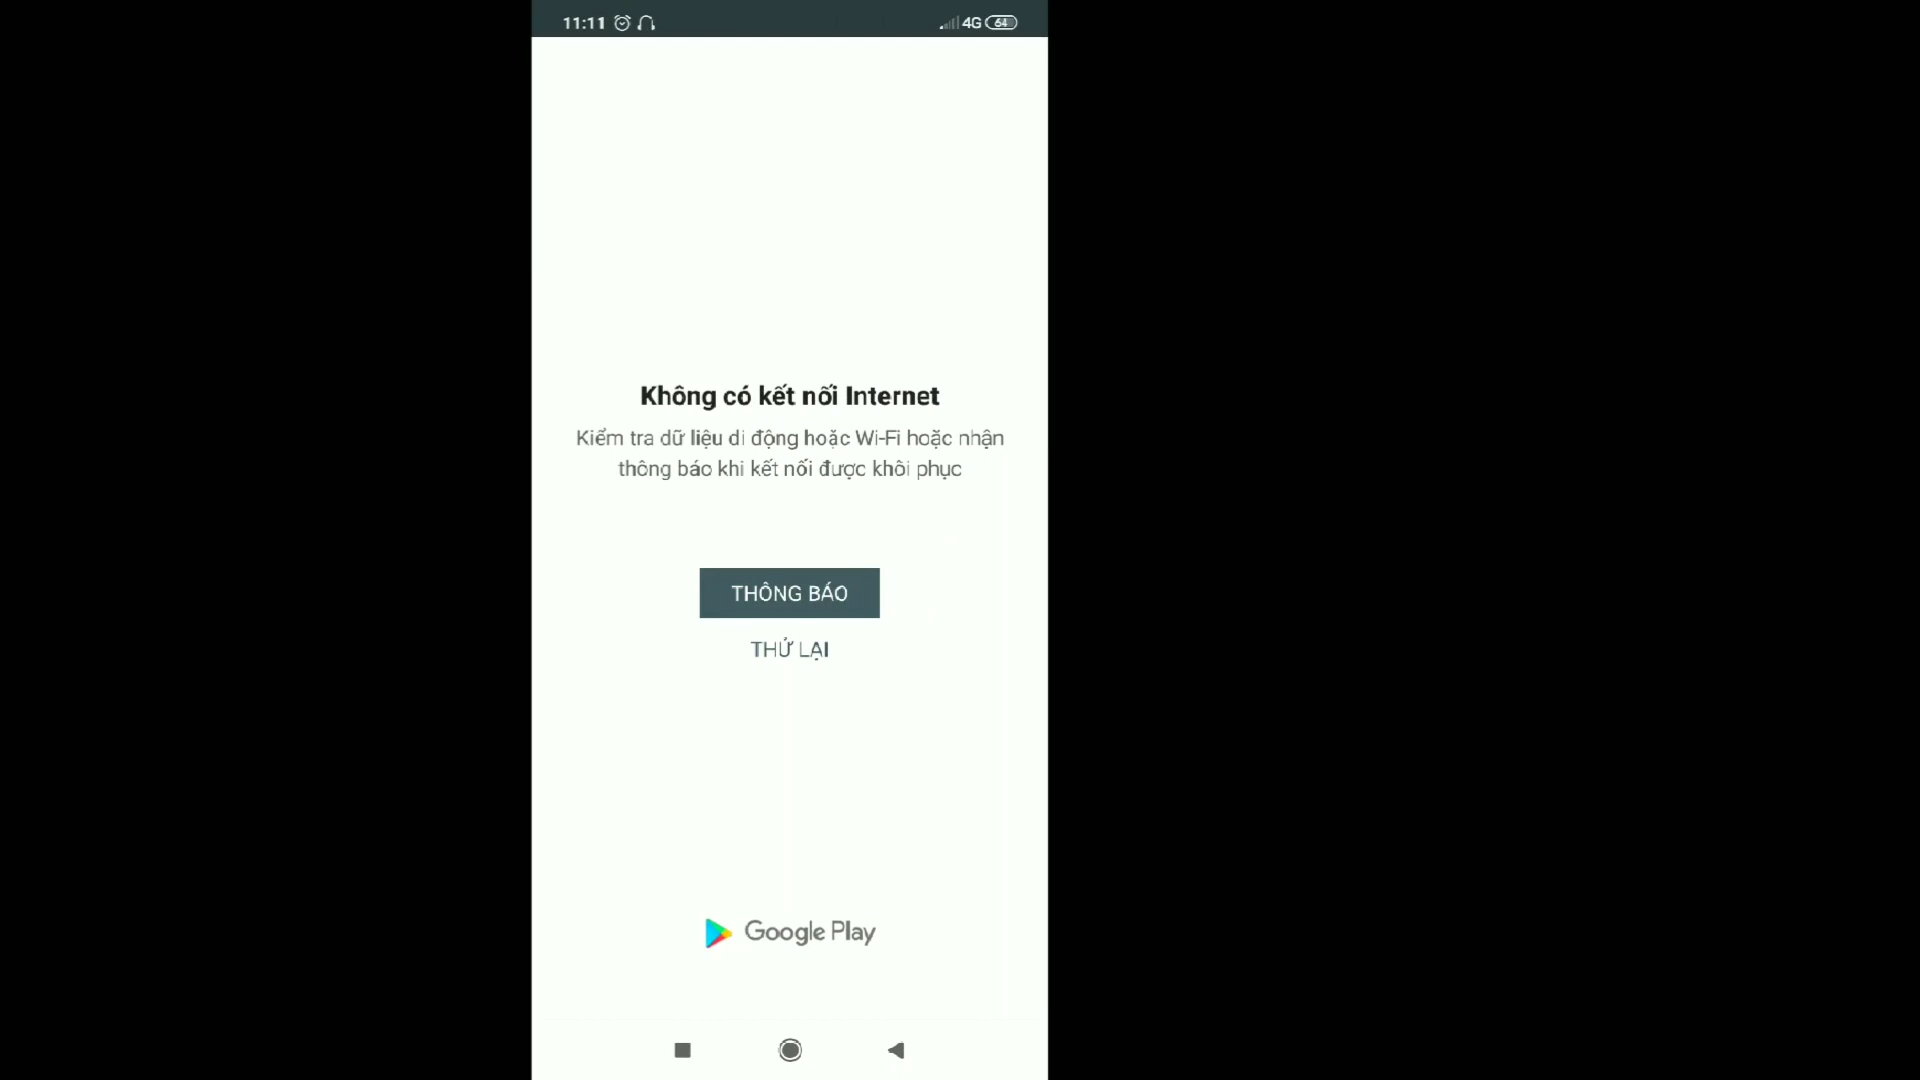 11:11 4G 64
Không có kết nối Internet
Kiểm tra dữ liệu di động hoặc Wi-Fi hoặc nhận
thông báo khi kết nối được khôi phục
THÔNG BÁO
THỬ LẠI
Google Play